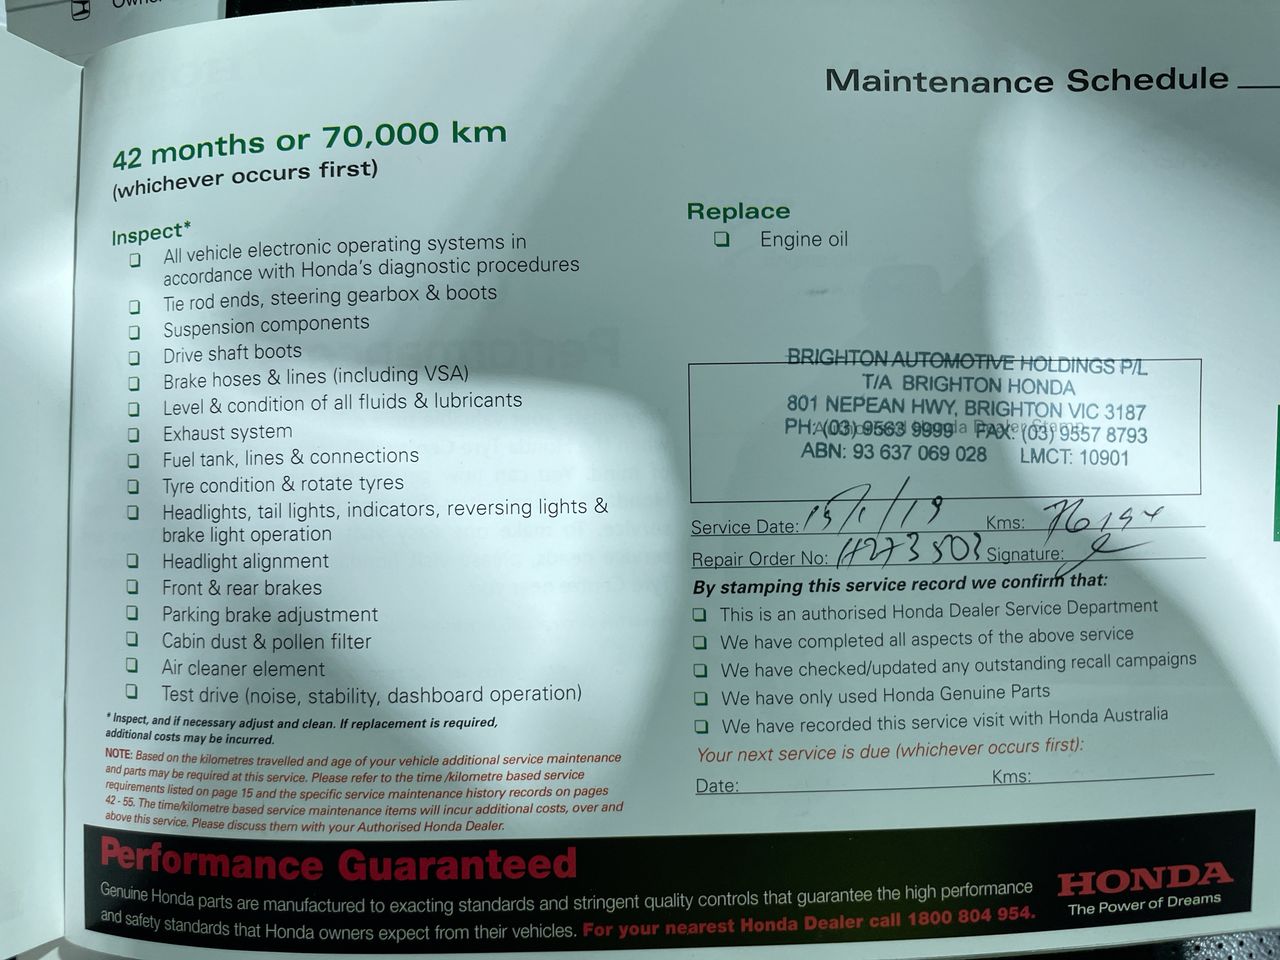 Maintenance Schedule
42 months or 70,000 km
(whichever occurs first)
Inspect*
All vehicle electronic operating systems in
accordance with Honda's diagnostic procedures
Tie rod ends, steering gearbox & boots
Suspension components
Drive shaft boots
Brake hoses & lines (including VSA)
Level & condition of all fluids & lubricants
Exhaust system
Fuel tank, lines & connections
Tyre condition & rotate tyres
Headlights, tail lights, indicators, reversing lights &
brake light operation
Headlight alignment
Front & rear brakes
Parking brake adjustment
Cabin dust & pollen filter
Air cleaner element
Test drive (noise, stability, dashboard operation)
* Inspect, and if necessary adjust and clean. If replacement is required,
additional costs may be incurred.
NOTE: Based on the kilometres travelled and age of your vehicle additional service maintenance
and parts may be required at this service. Please refer to the time /kilometre based service
requirements listed on page 15 and the specific service maintenance history records on pages
42 - 55. The time/kilometre based service maintenance items will incur additional costs, over and
above this service. Please discuss them with your Authorised Honda Dealer.
Replace
Engine oil
BRIGHTON AUTOMOTIVE HOLDINGS P/L
T/A BRIGHTON HONDA
801 NEPEAN HWY, BRIGHTON VIC 3187
PH: (03) 9563 9999 FAX: (03) 9557 8793
ABN: 93 637 069 028 LMCT: 10901
Service Date: Kms:
Repair Order No: Signature:
By stamping this service record we confirm that:
This is an authorised Honda Dealer Service Department
We have completed all aspects of the above service
We have checked/updated any outstanding recall campaigns
We have only used Honda Genuine Parts
We have recorded this service visit with Honda Australia
Your next service is due (whichever occurs first):
Date: Kms:
Performance Guaranteed
Genuine Honda parts are manufactured to exacting standards and stringent quality controls that guarantee the high performance
and safety standards that Honda owners expect from their vehicles. For your nearest Honda Dealer call 1800 804 954.
HONDA
The Power of Dreams